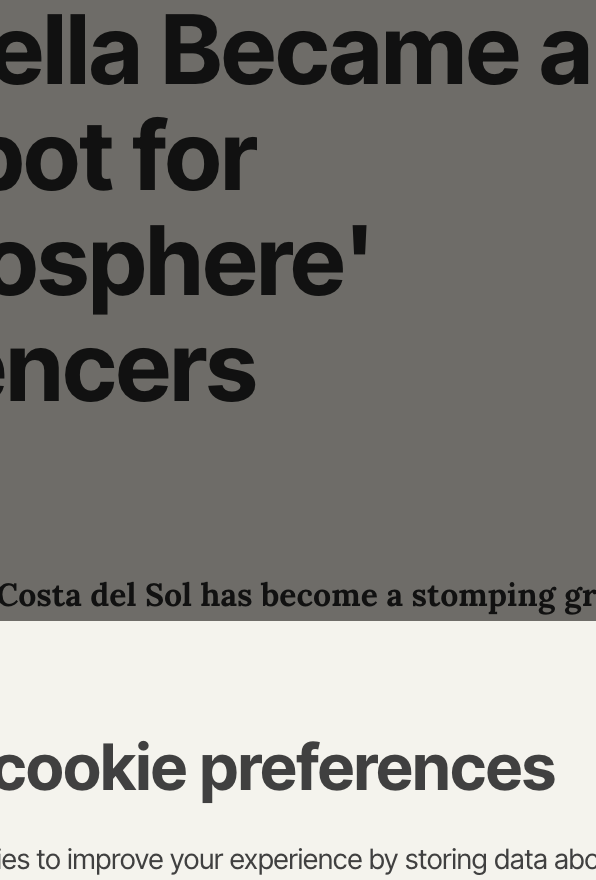 ella Became a
pot for
osphere'
encers
Costa del Sol has become a stomping gr
cookie preferences
ies to improve your experience by storing data abo